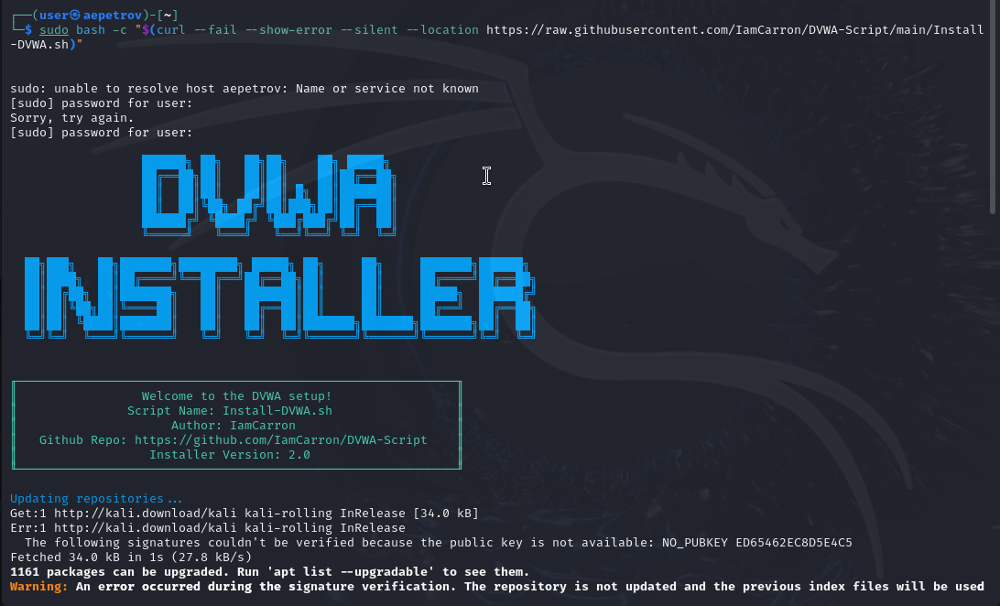 ┌──(user㉿aepetrov)-[~]
└─$ sudo bash -c "$(curl --fail --show-error --silent --location https://raw.githubusercontent.com/IamCarron/DVWA-Script/main/Install
-DVWA.sh)"
sudo: unable to resolve host aepetrov: Name or service not known
[sudo] password for user:
Sorry, try again.
[sudo] password for user:
DVWA
INSTALLER
Welcome to the DVWA setup!
Script Name: Install-DVWA.sh
Author: IamCarron
Github Repo: https://github.com/IamCarron/DVWA-Script
Installer Version: 2.0
Updating repositories...
Get:1 http://kali.download/kali kali-rolling InRelease [34.0 kB]
Err:1 http://kali.download/kali kali-rolling InRelease
The following signatures couldn't be verified because the public key is not available: NO_PUBKEY ED65462EC8D5E4C5
Fetched 34.0 kB in 1s (27.8 kB/s)
1161 packages can be upgraded. Run 'apt list --upgradable' to see them.
Warning: An error occurred during the signature verification. The repository is not updated and the previous index files will be used